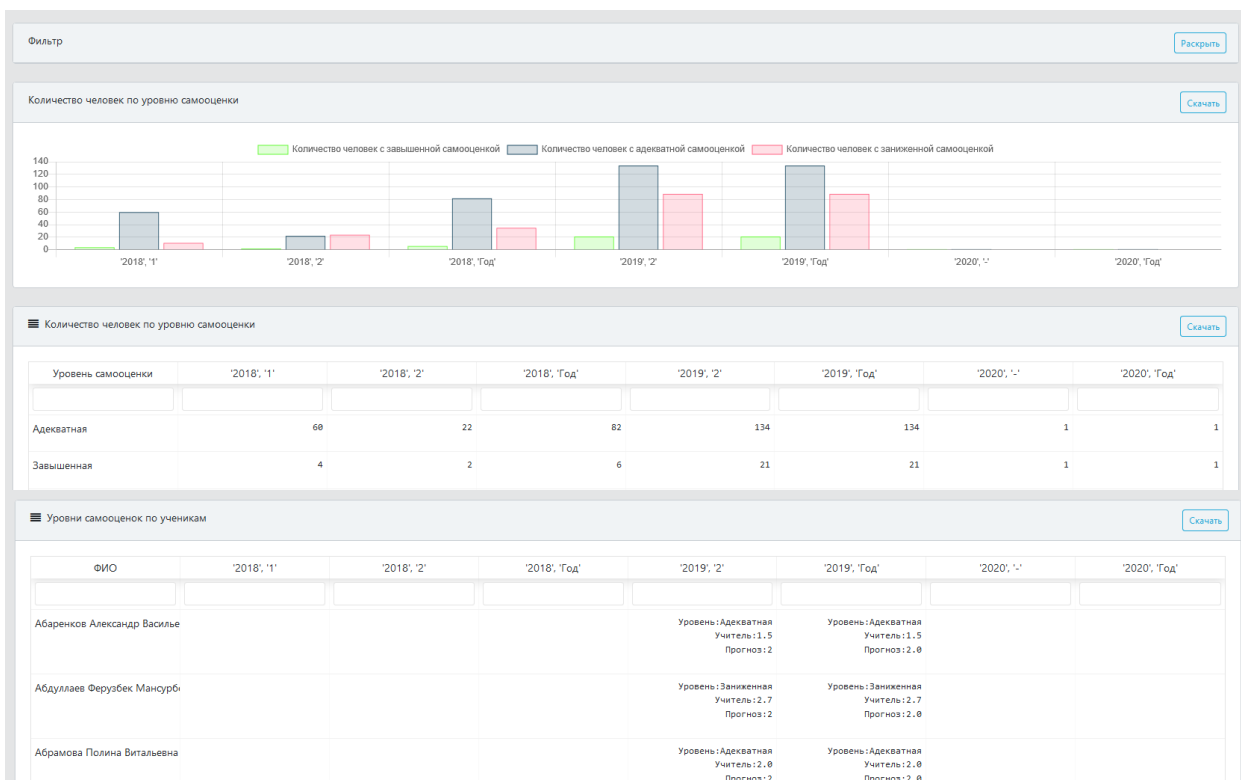 Фильтр Раскрыть
Количество человек по уровню самооценки Скачать
Количество человек с завышенной самооценкой Количество человек с адекватной самооценкой Количество человек с заниженной самооценкой
140
120
100
80
60
40
20
0
'2018', '1' '2018', '2' '2018', 'Год' '2019', '2' '2019', 'Год' '2020', '-' '2020', 'Год'
Количество человек по уровню самооценки Скачать
Уровень самооценки '2018', '1' '2018', '2' '2018', 'Год' '2019', '2' '2019', 'Год' '2020', '-' '2020', 'Год'
Адекватная 60 22 82 134 134 1 1
Завышенная 4 2 6 21 21 1 1
Уровни самооценок по ученикам Скачать
ФИО '2018', '1' '2018', '2' '2018', 'Год' '2019', '2' '2019', 'Год' '2020', '-' '2020', 'Год'
Абаренков Александр Василье Уровень:Адекватная Уровень:Адекватная
Учитель:1.5 Учитель:1.5
Прогноз:2 Прогноз:2.0
Абдуллаев Ферузбек Мансурб Уровень:Заниженная Уровень:Заниженная
Учитель:2.7 Учитель:2.7
Прогноз:2 Прогноз:2.0
Абрамова Полина Витальевна Уровень:Адекватная Уровень:Адекватная
Учитель:2.0 Учитель:2.0
Прогноз:2 Прогноз:2.0